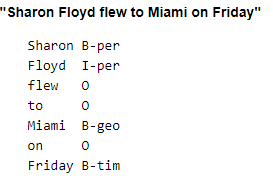 "Sharon Floyd flew to Miami on Friday"
Sharon B-per
Floyd I-per
flew O
to O
Miami B-geo
on O
Friday B-tim